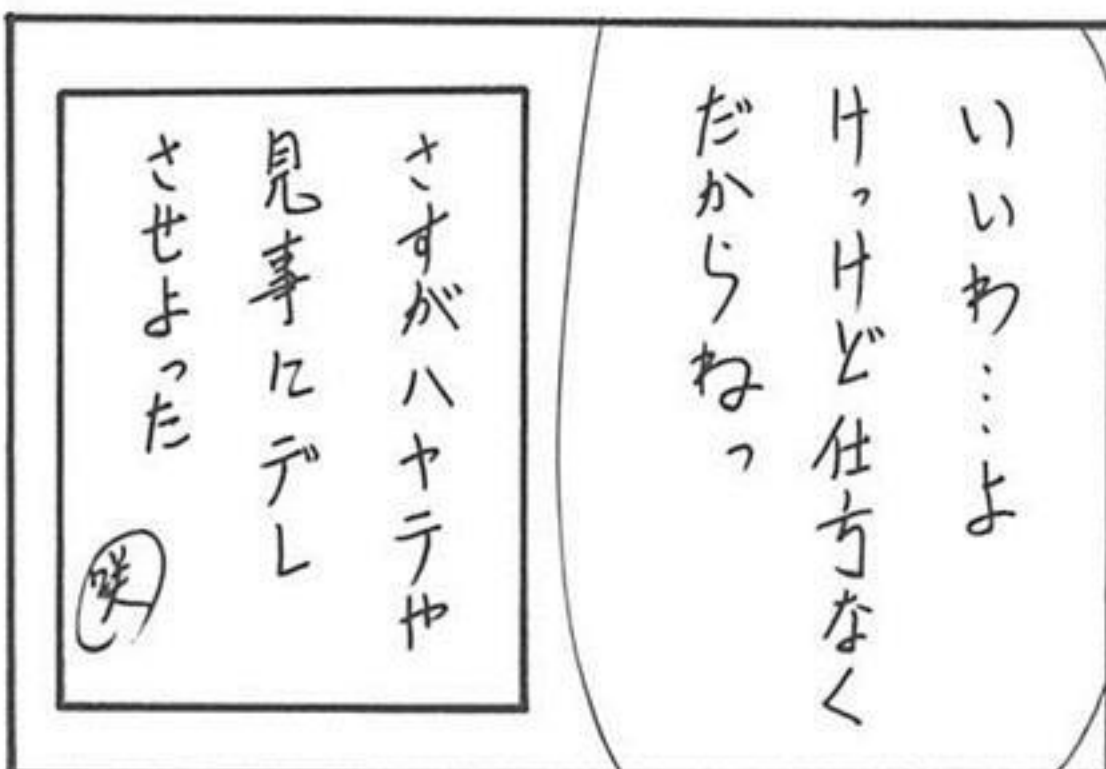 いいわ…よ
けっけど仕方なく
だからねっ
さすがハヤテや
見事にデレ
させよった
咲